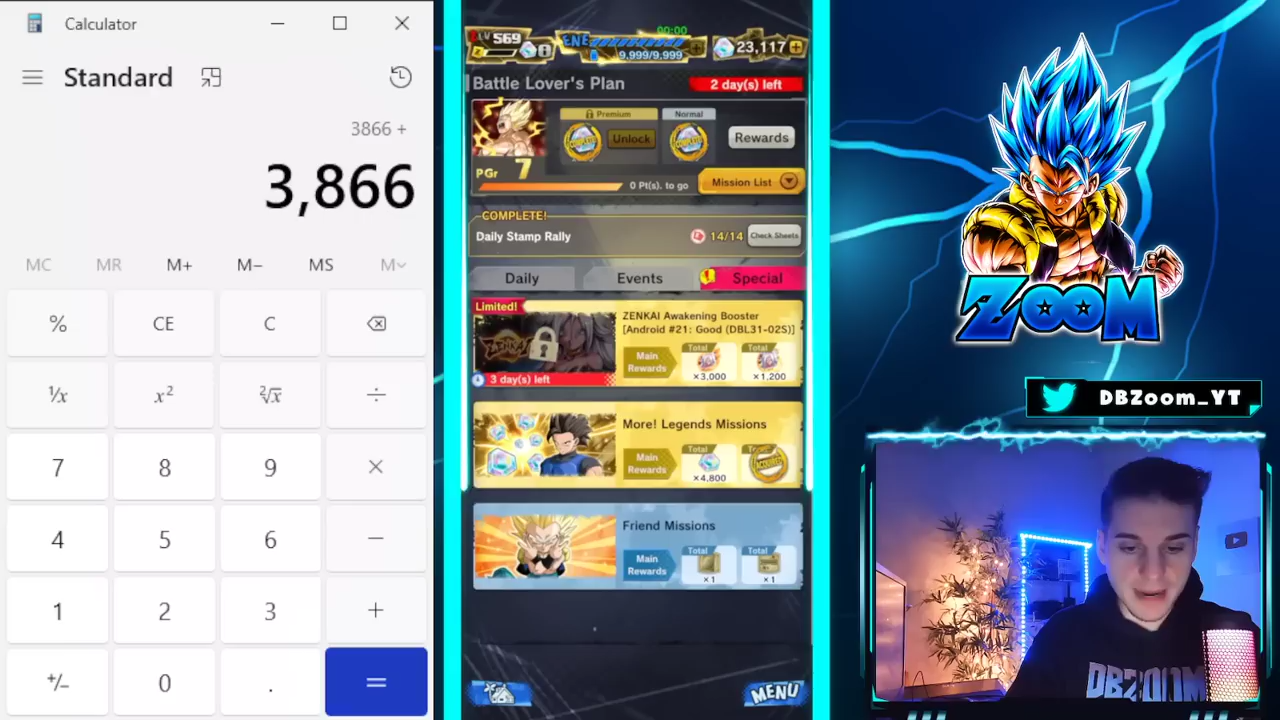 Calculator
Standard
3866 +
3,866
MC MR M+ M− MS M
% CE C
¹/x x² ²√x ÷
7 8 9 ×
4 5 6 −
1 2 3 +
+/− 0 . =
LV 569
ENE
00:00
9,999/9,999
23,117
Battle Lover's Plan
2 day(s) left
Premium
Normal
Unlock
Rewards
PGr 7
0 Pt(s). to go
Mission List
COMPLETE!
Daily Stamp Rally
14/14
Check Sheets
Daily
Events
Special
Limited!
ZENKAI
3 day(s) left
ZENKAI Awakening Booster
[Android #21: Good (DBL31-02S)]
Main
Rewards
Total
×3,000
Total
×1,200
More! Legends Missions
Main
Rewards
Total
×4,800
ACQUIRED
Friend Missions
Main
Rewards
Total
×1
Total
×1
MENU
ZOOM
DBZoom_YT
DBZOOM